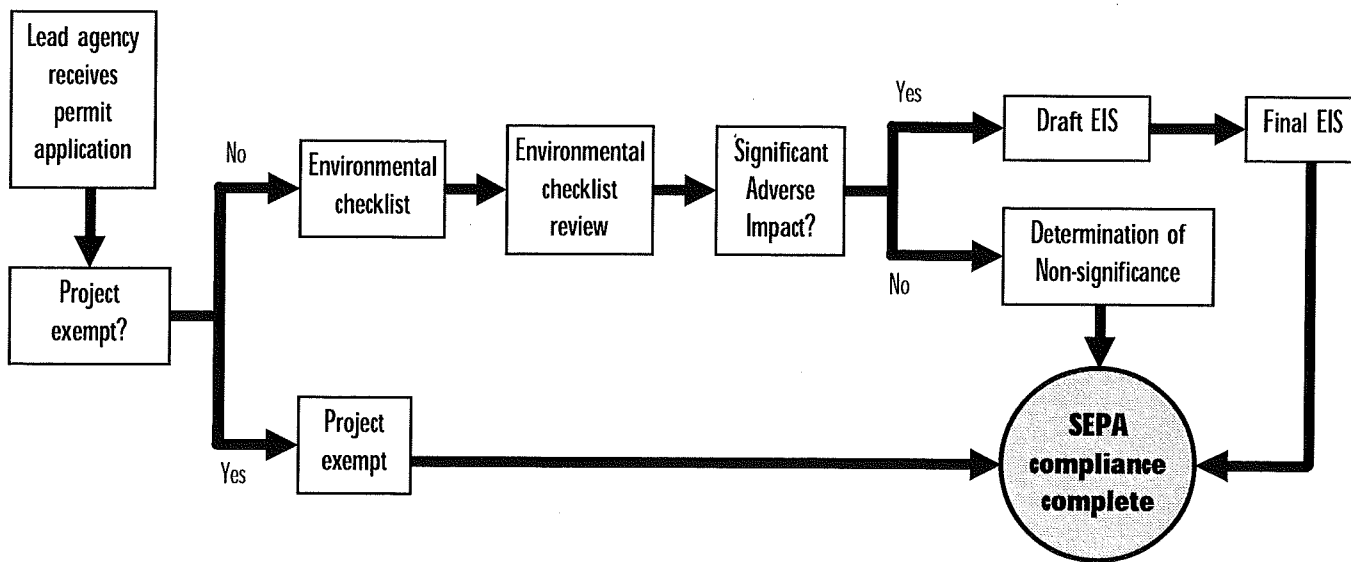 Lead agency
receives
permit
application
Project
exempt?
No
Environmental
checklist
Environmental
checklist
review
Significant
Adverse
Impact?
Yes
Draft EIS
Final EIS
No
Determination of
Non-significance
Yes
Project
exempt
SEPA
compliance
complete